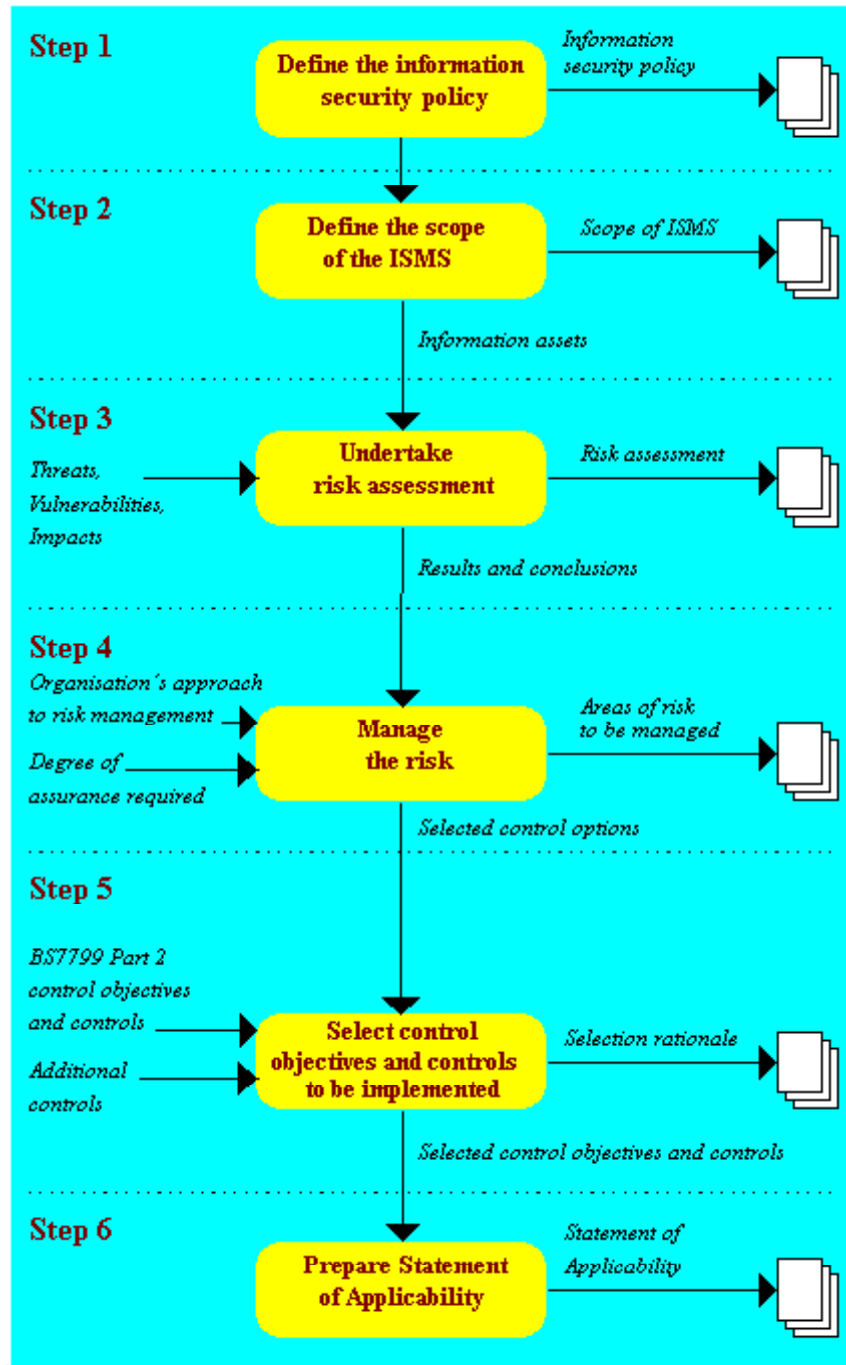 Step 1
Define the information
security policy
Information
security policy
Step 2
Define the scope
of the ISMS
Scope of ISMS
Information assets
Step 3
Threats,
Vulnerabilities,
Impacts
Undertake
risk assessment
Risk assessment
Results and conclusions
Step 4
Organisation´s approach
to risk management
Degree of
assurance required
Manage
the risk
Areas of risk
to be managed
Selected control options
Step 5
BS7799 Part 2
control objectives
and controls
Additional
controls
Select control
objectives and controls
to be implemented
Selection rationale
Selected control objectives and controls
Step 6
Prepare Statement
of Applicability
Statement of
Applicability